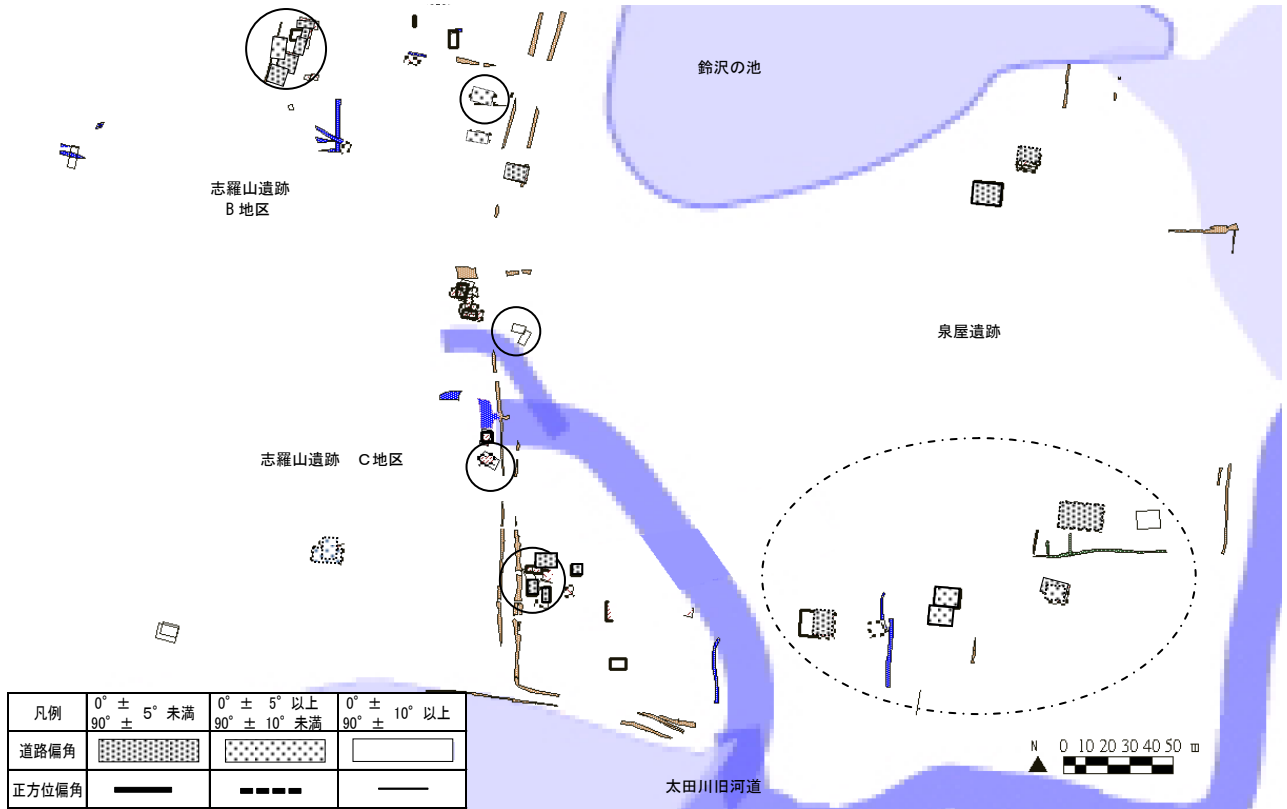 鈴沢の池
志羅山遺跡
B 地区
泉屋遺跡
志羅山遺跡 C地区
凡例
0° ± 5° 未満
90° ±
0° ± 5° 以上
90° ± 10° 未満
0° ± 10° 以上
90° ±
道路偏角
正方位偏角
N 0 10 20 30 40 50 m
太田川旧河道